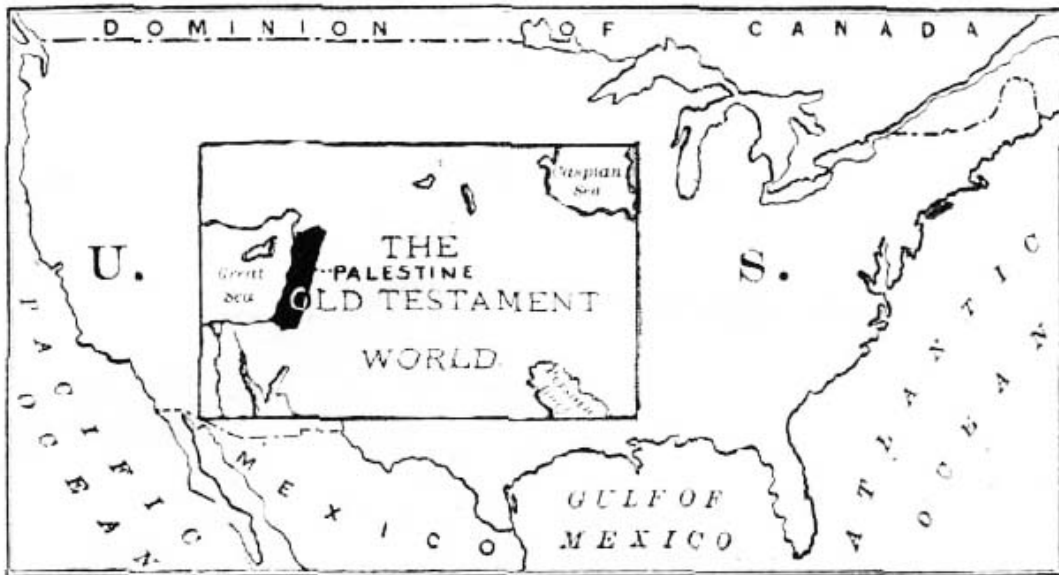 DOMINION OF CANADA
Caspian
Sea
U.
THE
S.
Great
Sea
PALESTINE
OLD TESTAMENT
WORLD.
PACIFIC
OCEAN
ATLANTIC
OCEAN
MEXICO
GULF OF
MEXICO